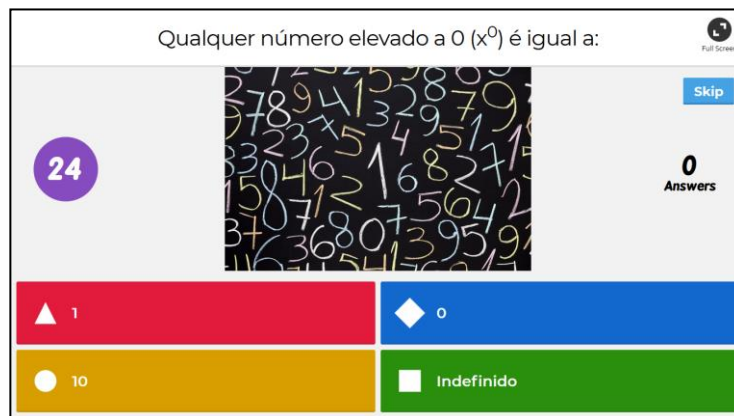 Qualquer número elevado a 0 (x⁰) é igual a:
Full Screen
Skip
24
0
Answers
1
0
10
Indefinido